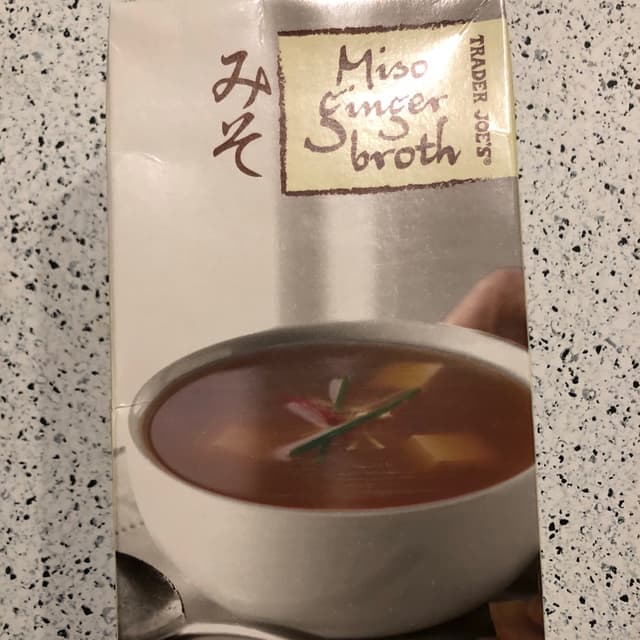 みそ
Miso
Ginger
broth
TRADER JOE'S